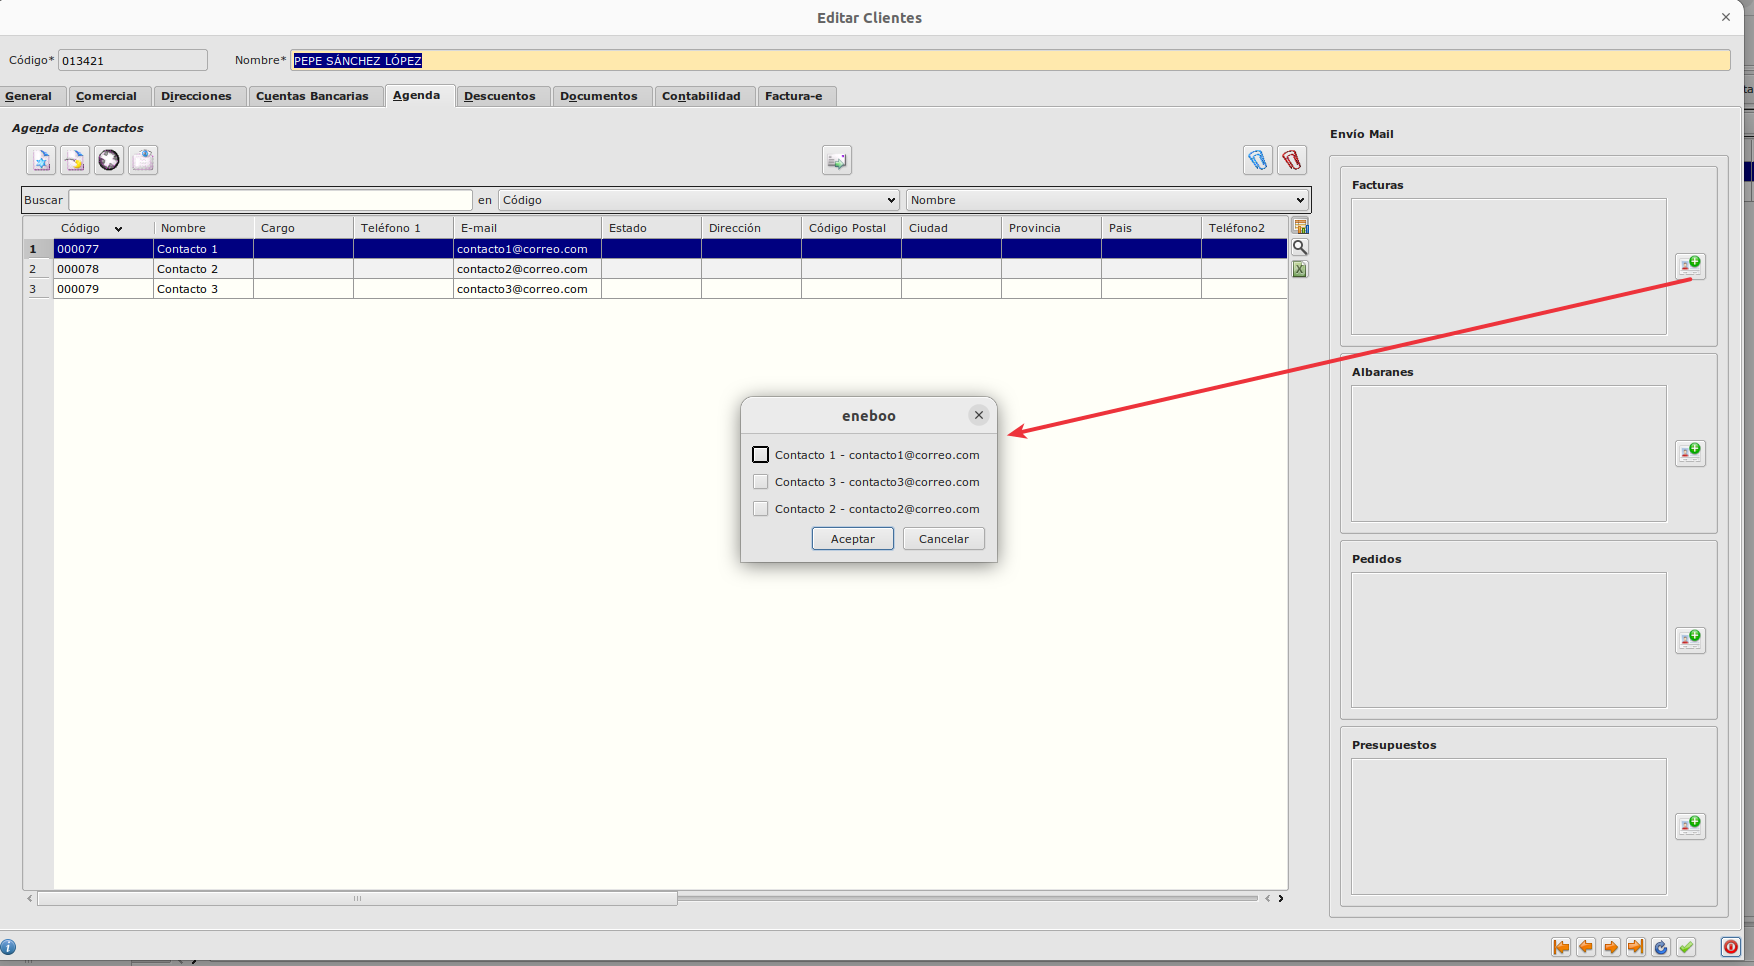 Editar Clientes
Código* 013421 Nombre* PEPE SÁNCHEZ LÓPEZ
General Comercial Direcciones Cuentas Bancarias Agenda Descuentos Documentos Contabilidad Factura-e
Agenda de Contactos
Buscar en Código Nombre
Código Nombre Cargo Teléfono 1 E-mail Estado Dirección Código Postal Ciudad Provincia Pais Teléfono2
1 000077 Contacto 1 contacto1@correo.com
2 000078 Contacto 2 contacto2@correo.com
3 000079 Contacto 3 contacto3@correo.com
eneboo
Contacto 1 - contacto1@correo.com
Contacto 3 - contacto3@correo.com
Contacto 2 - contacto2@correo.com
Aceptar Cancelar
Envío Mail
Facturas
Albaranes
Pedidos
Presupuestos